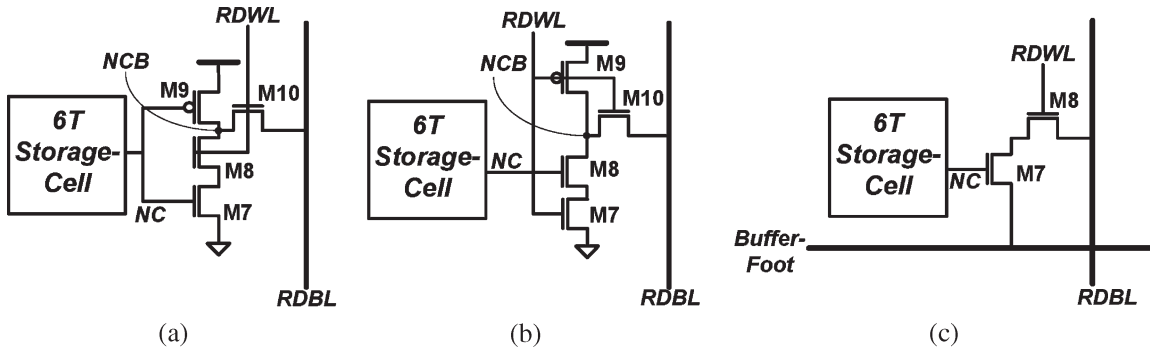 RDWL
NCB
M9
M10
6T
Storage-
Cell
M8
NC
M7
RDBL
(a)
RDWL
NCB
M9
M10
6T
Storage-
Cell
NC
M8
M7
RDBL
(b)
RDWL
M8
6T
Storage-
Cell
NC
M7
Buffer-
Foot
RDBL
(c)